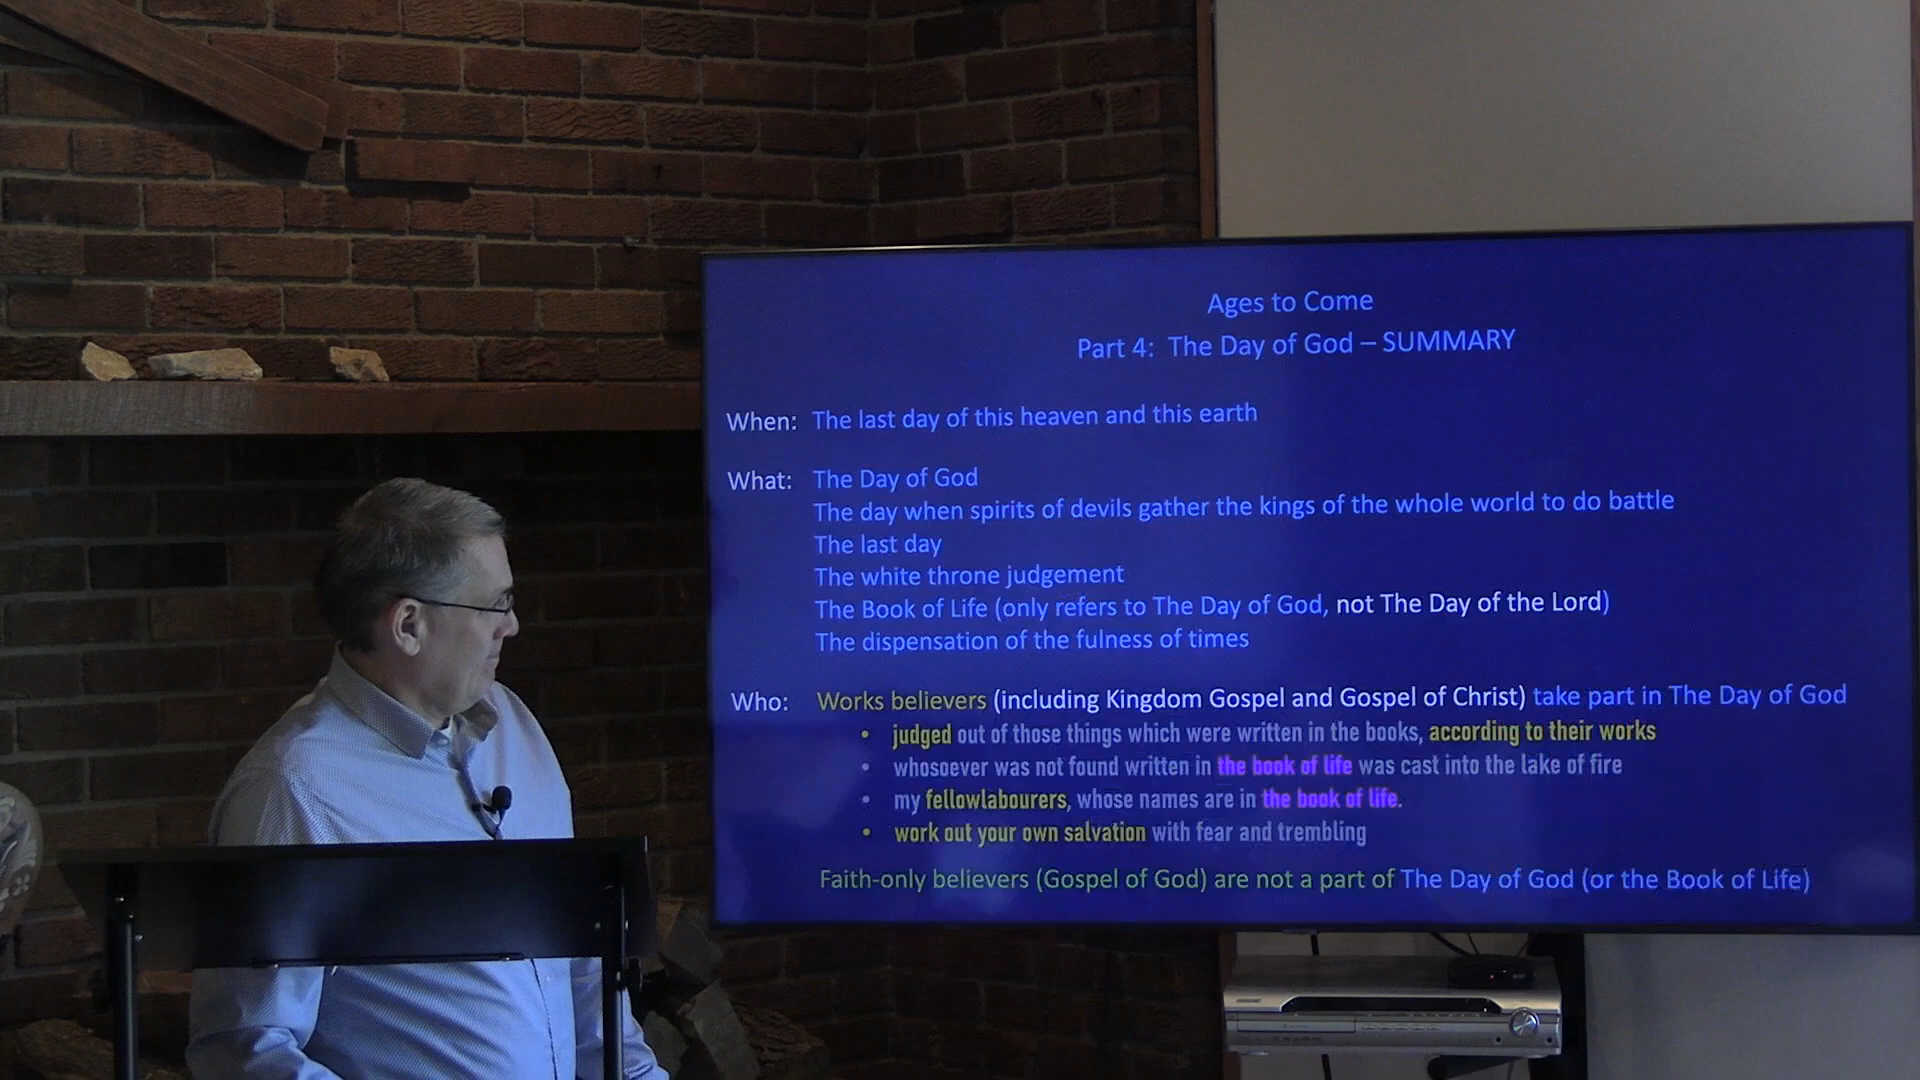 Ages to Come
Part 4: The Day of God – SUMMARY
When: The last day of this heaven and this earth
What: The Day of God
The day when spirits of devils gather the kings of the whole world to do battle
The last day
The white throne judgement
The Book of Life (only refers to The Day of God, not The Day of the Lord)
The dispensation of the fulness of times
Who: Works believers (including Kingdom Gospel and Gospel of Christ) take part in The Day of God
• judged out of those things which were written in the books, according to their works
• whosoever was not found written in the book of life was cast into the lake of fire
• my fellowlabourers, whose names are in the book of life.
• work out your own salvation with fear and trembling
Faith-only believers (Gospel of God) are not a part of The Day of God (or the Book of Life)